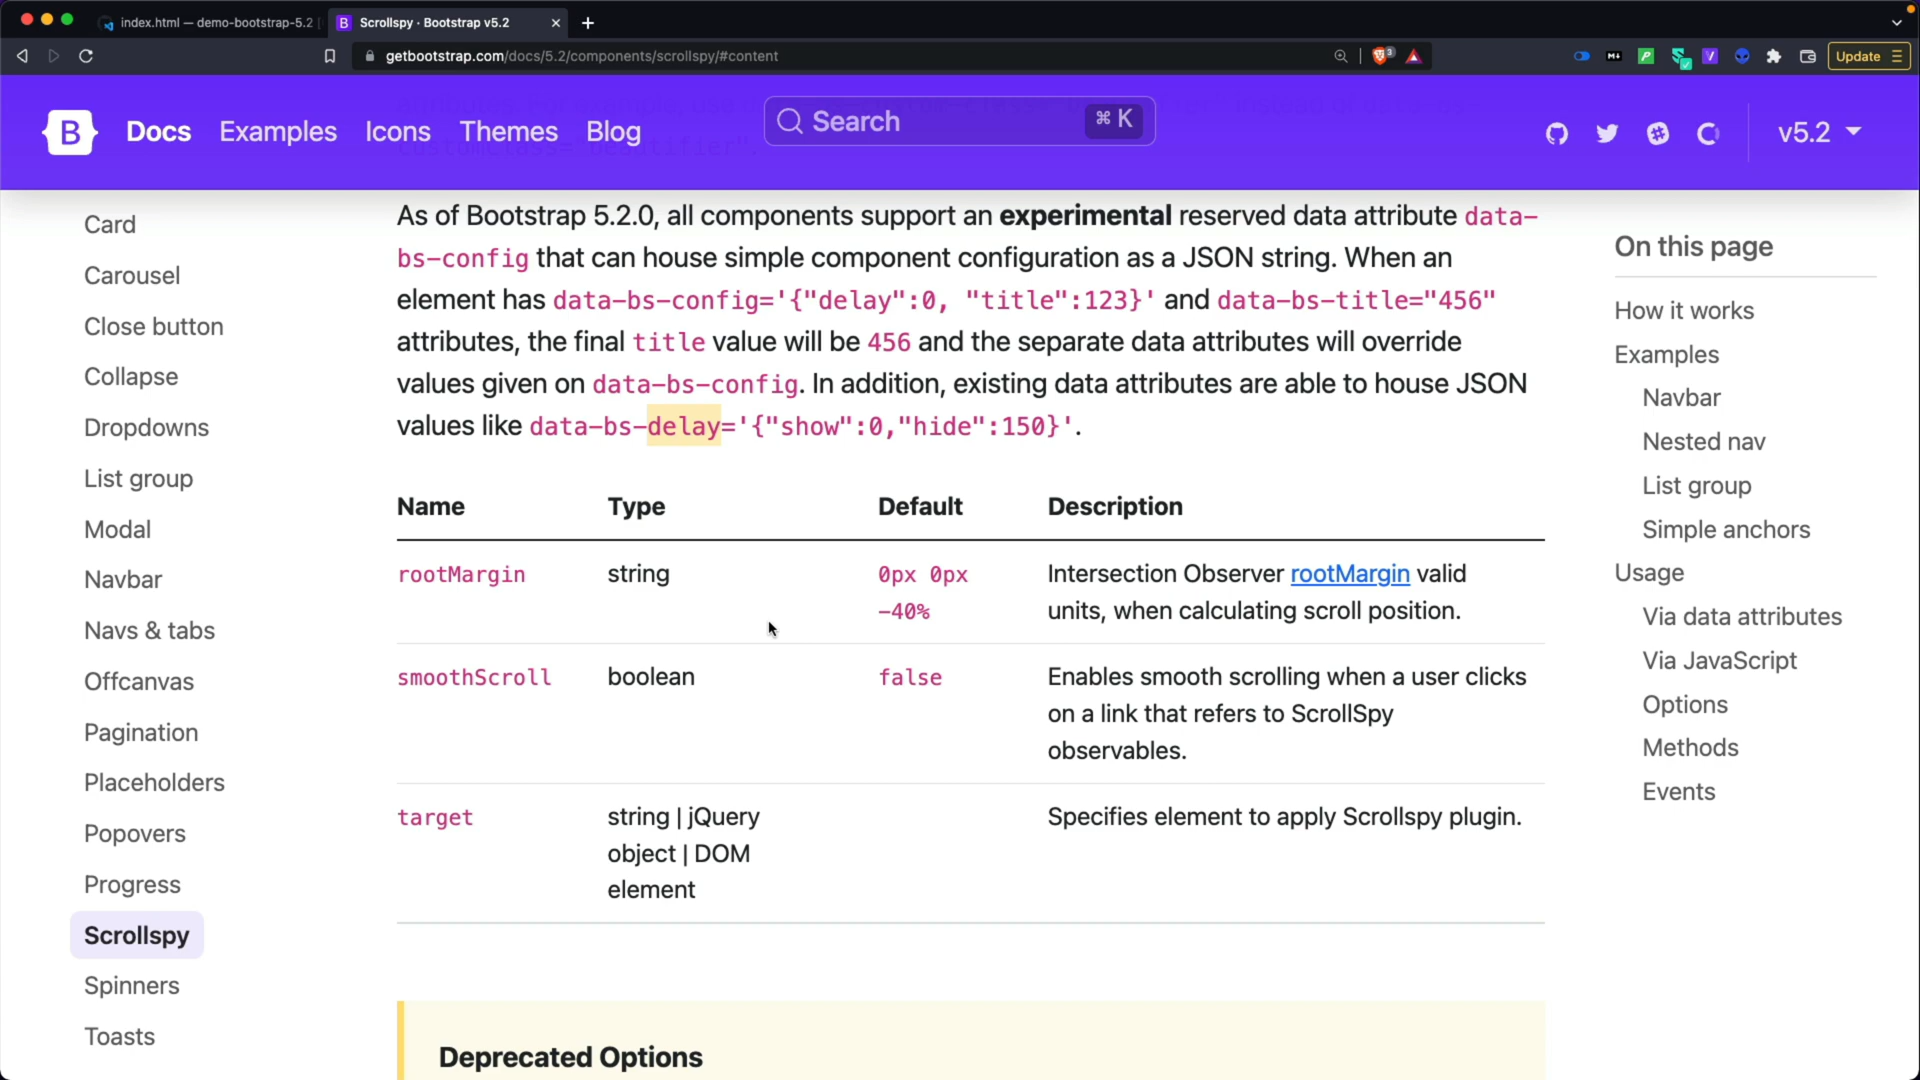 index.html — demo-bootstrap-5.2
Scrollspy · Bootstrap v5.2
getbootstrap.com/docs/5.2/components/scrollspy/#content
3
M+
Update
B
Docs
Examples
Icons
Themes
Blog
Search
⌘ K
v5.2
Card
Carousel
Close button
Collapse
Dropdowns
List group
Modal
Navbar
Navs & tabs
Offcanvas
Pagination
Placeholders
Popovers
Progress
Scrollspy
Spinners
Toasts
As of Bootstrap 5.2.0, all components support an experimental reserved data attribute data-
bs-config that can house simple component configuration as a JSON string. When an
element has data-bs-config='{"delay":0, "title":123}' and data-bs-title="456"
attributes, the final title value will be 456 and the separate data attributes will override
values given on data-bs-config. In addition, existing data attributes are able to house JSON
values like data-bs-delay='{"show":0,"hide":150}'.
Name Type Default Description
rootMargin string 0px 0px Intersection Observer rootMargin valid
-40% units, when calculating scroll position.
smoothScroll boolean false Enables smooth scrolling when a user clicks
on a link that refers to ScrollSpy
observables.
target string | jQuery Specifies element to apply Scrollspy plugin.
object | DOM
element
Deprecated Options
On this page
How it works
Examples
Navbar
Nested nav
List group
Simple anchors
Usage
Via data attributes
Via JavaScript
Options
Methods
Events